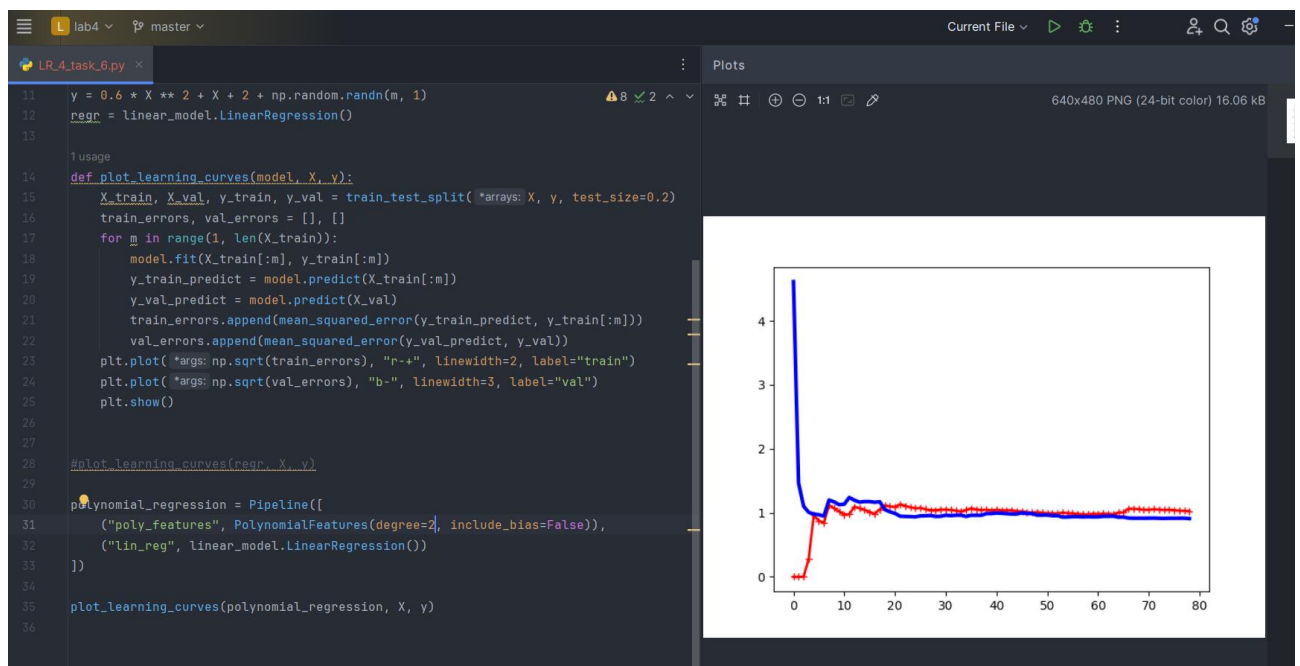 L lab4 master Current File
LR_4_task_6.py Plots
11 y = 0.6 * X ** 2 + X + 2 + np.random.randn(m, 1) 8 2
1:1 640x480 PNG (24-bit color) 16.06 kB
12 regr = linear_model.LinearRegression()
13
1 usage
14 def plot_learning_curves(model, X, y):
15 X_train, X_val, y_train, y_val = train_test_split( *arrays: X, y, test_size=0.2)
16 train_errors, val_errors = [], []
17 for m in range(1, len(X_train)):
18 model.fit(X_train[:m], y_train[:m])
19 y_train_predict = model.predict(X_train[:m])
20 y_val_predict = model.predict(X_val)
21 train_errors.append(mean_squared_error(y_train_predict, y_train[:m]))
22 val_errors.append(mean_squared_error(y_val_predict, y_val))
23 plt.plot( *args: np.sqrt(train_errors), "r-+", linewidth=2, label="train")
24 plt.plot( *args: np.sqrt(val_errors), "b-", linewidth=3, label="val")
25 plt.show()
26
27
28 #plot_learning_curves(regr, X, y)
29
30 polynomial_regression = Pipeline([
31 ("poly_features", PolynomialFeatures(degree=2, include_bias=False)),
32 ("lin_reg", linear_model.LinearRegression())
33 ])
34
35 plot_learning_curves(polynomial_regression, X, y)
36
4
3
2
1
0
0 10 20 30 40 50 60 70 80